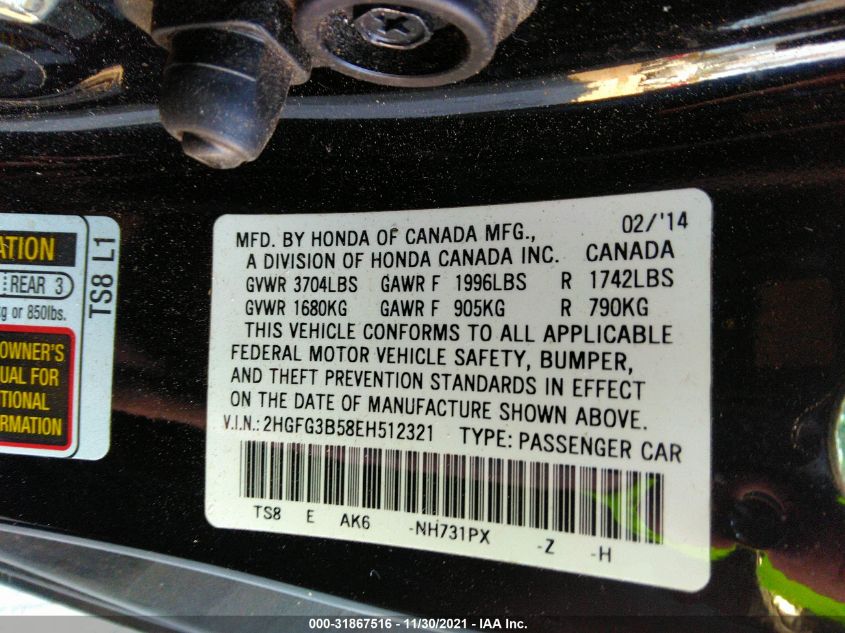 ATION
REAR 3
kg or 850lbs.
OWNER'S
UAL FOR
TIONAL
ORMATION
TS8 L1
02/'14
MFD. BY HONDA OF CANADA MFG.,
A DIVISION OF HONDA CANADA INC. CANADA
GVWR 3704LBS GAWR F 1996LBS R 1742LBS
GVWR 1680KG GAWR F 905KG R 790KG
THIS VEHICLE CONFORMS TO ALL APPLICABLE
FEDERAL MOTOR VEHICLE SAFETY, BUMPER,
AND THEFT PREVENTION STANDARDS IN EFFECT
ON THE DATE OF MANUFACTURE SHOWN ABOVE.
V.I.N.: 2HGFG3B58EH512321 TYPE: PASSENGER CAR
TS8 E AK6 -NH731PX -Z -H
000-31867516 - 11/30/2021 - IAA Inc.